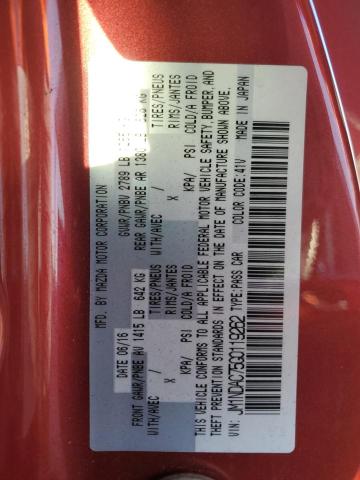 MFD. BY MAZDA MOTOR CORPORATION
DATE 06/16 GVWR/PNBV 2789 LB
FRONT GAWR/PNBE AV 1415 LB 642 KG REAR GAWR/PNBE AR KG
WITH/AVEC TIRES/PNEUS WITH/AVEC TIRES/PNEUS
X RIMS/JANTES X RIMS/JANTES
KPA/ PSI COLD/A FROID KPA/ PSI COLD/A FROID
THIS VEHICLE CONFORMS TO ALL APPLICABLE FEDERAL MOTOR VEHICLE SAFETY, BUMPER, AND
THEFT PREVENTION STANDARDS IN EFFECT ON THE DATE OF MANUFACTURE SHOWN ABOVE.
VIN: JM1NDAC75G0119262 TYPE:PASS CAR COLOR CODE:41V MADE IN JAPAN